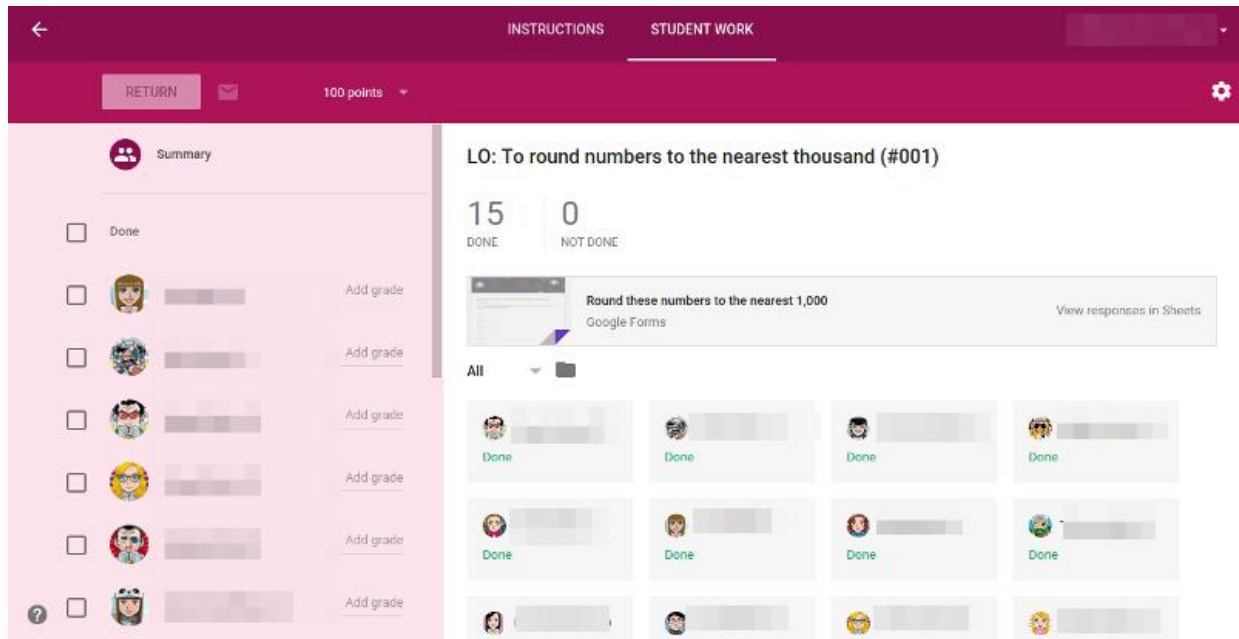 INSTRUCTIONS STUDENT WORK
RETURN 100 points
Summary
Done
Add grade
Add grade
Add grade
Add grade
Add grade
Add grade
?
LO: To round numbers to the nearest thousand (#001)
15 0
DONE NOT DONE
Round these numbers to the nearest 1,000
Google Forms
View responses in Sheets
All
Done Done Done Done
Done Done Done Done